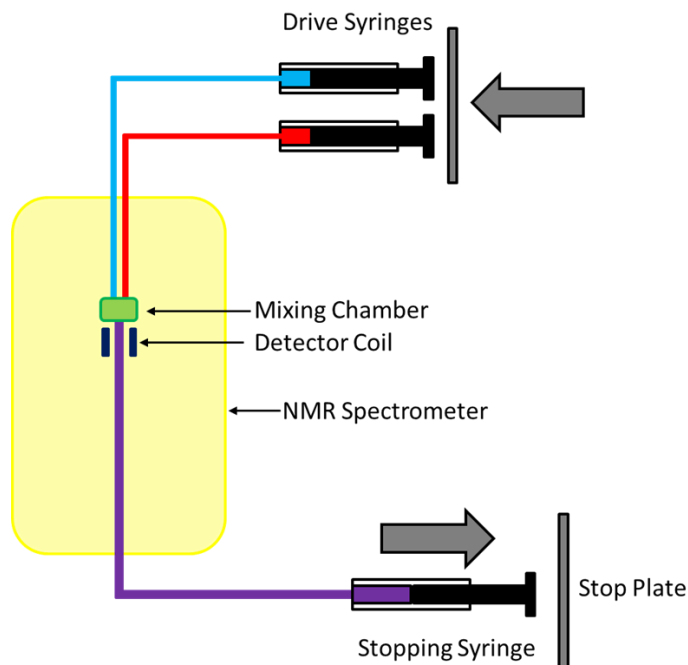 Drive Syringes
Mixing Chamber
Detector Coil
NMR Spectrometer
Stop Plate
Stopping Syringe